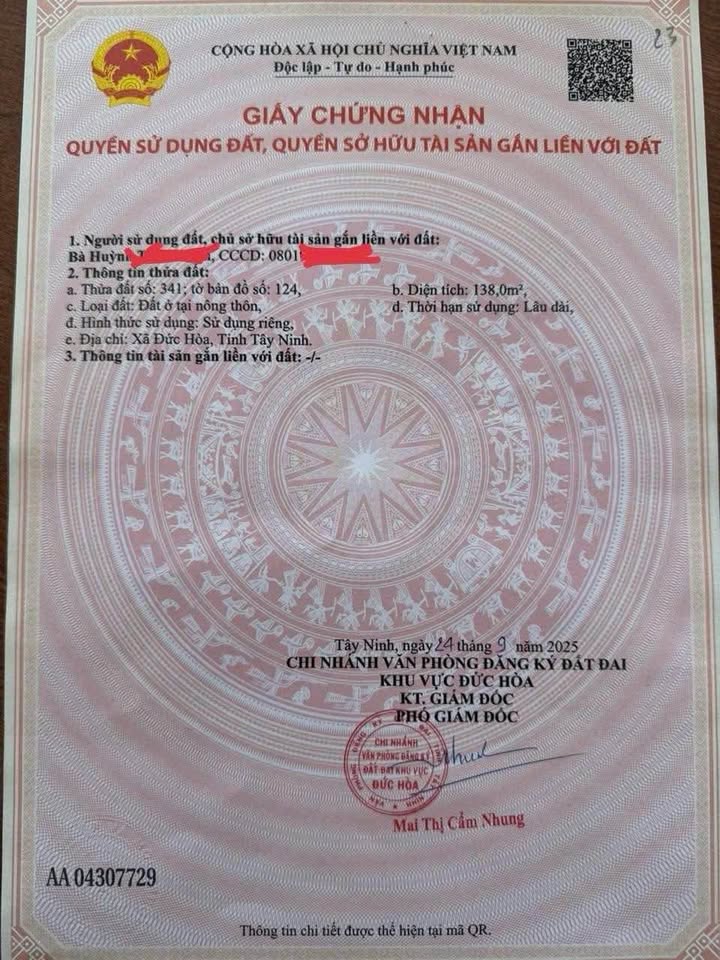 23
CỘNG HÒA XÃ HỘI CHỦ NGHĨA VIỆT NAM
Độc lập - Tự do - Hạnh phúc
GIẤY CHỨNG NHẬN
QUYỀN SỬ DỤNG ĐẤT, QUYỀN SỞ HỮU TÀI SẢN GẮN LIỀN VỚI ĐẤT
1. Người sử dụng đất, chủ sở hữu tài sản gắn liền với đất:
Bà Huỳnh , CCCD: 0801
2. Thông tin thửa đất:
a. Thửa đất số: 341; tờ bản đồ số: 124, b. Diện tích: 138,0m²,
c. Loại đất: Đất ở tại nông thôn, d. Thời hạn sử dụng: Lâu dài,
đ. Hình thức sử dụng: Sử dụng riêng,
e. Địa chỉ: Xã Đức Hòa, Tỉnh Tây Ninh.
3. Thông tin tài sản gắn liền với đất: -/-
Tây Ninh, ngày 24 tháng 9 năm 2025
CHI NHÁNH VĂN PHÒNG ĐĂNG KÝ ĐẤT ĐAI
KHU VỰC ĐỨC HÒA
KT. GIÁM ĐỐC
PHÓ GIÁM ĐỐC
CHI NHÁNH
VĂN PHÒNG ĐĂNG KÝ
ĐẤT ĐAI KHU VỰC
ĐỨC HÒA
Mai Thị Cẩm Nhung
AA 04307729
Thông tin chi tiết được thể hiện tại mã QR.